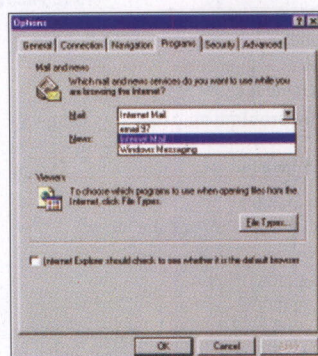 Options
General Connection Navigation Programs Security Advanced
Mail and news
Which mail and news services do you want to use while you
are browsing the Internet?
Mail: Internet Mail
email 97
News: Internet Mail
Windows Messaging
Viewers
To choose which programs to use when opening files from the
Internet, click File Types.
File Types...
Internet Explorer should check to see whether it is the default browser
OK Cancel Apply